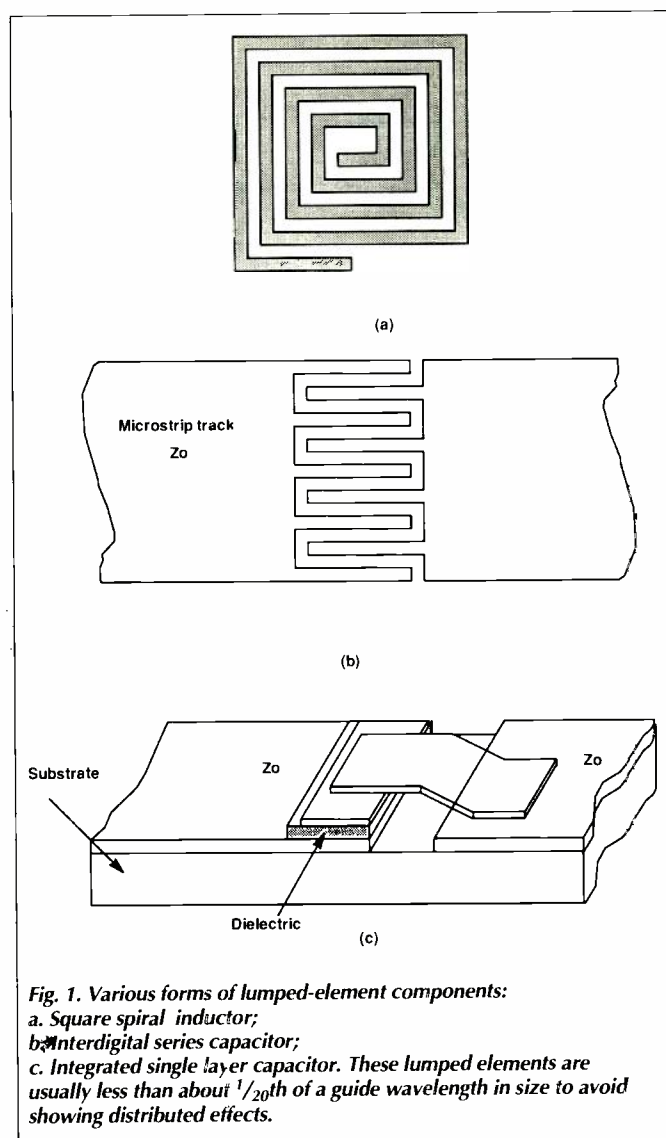 (a)
Microstrip track
Zo
(b)
Substrate
Zo
Zo
Dielectric
(c)
Fig. 1. Various forms of lumped-element components:
a. Square spiral inductor;
b. Interdigital series capacitor;
c. Integrated single layer capacitor. These lumped elements are
usually less than about 1/20th of a guide wavelength in size to avoid
showing distributed effects.